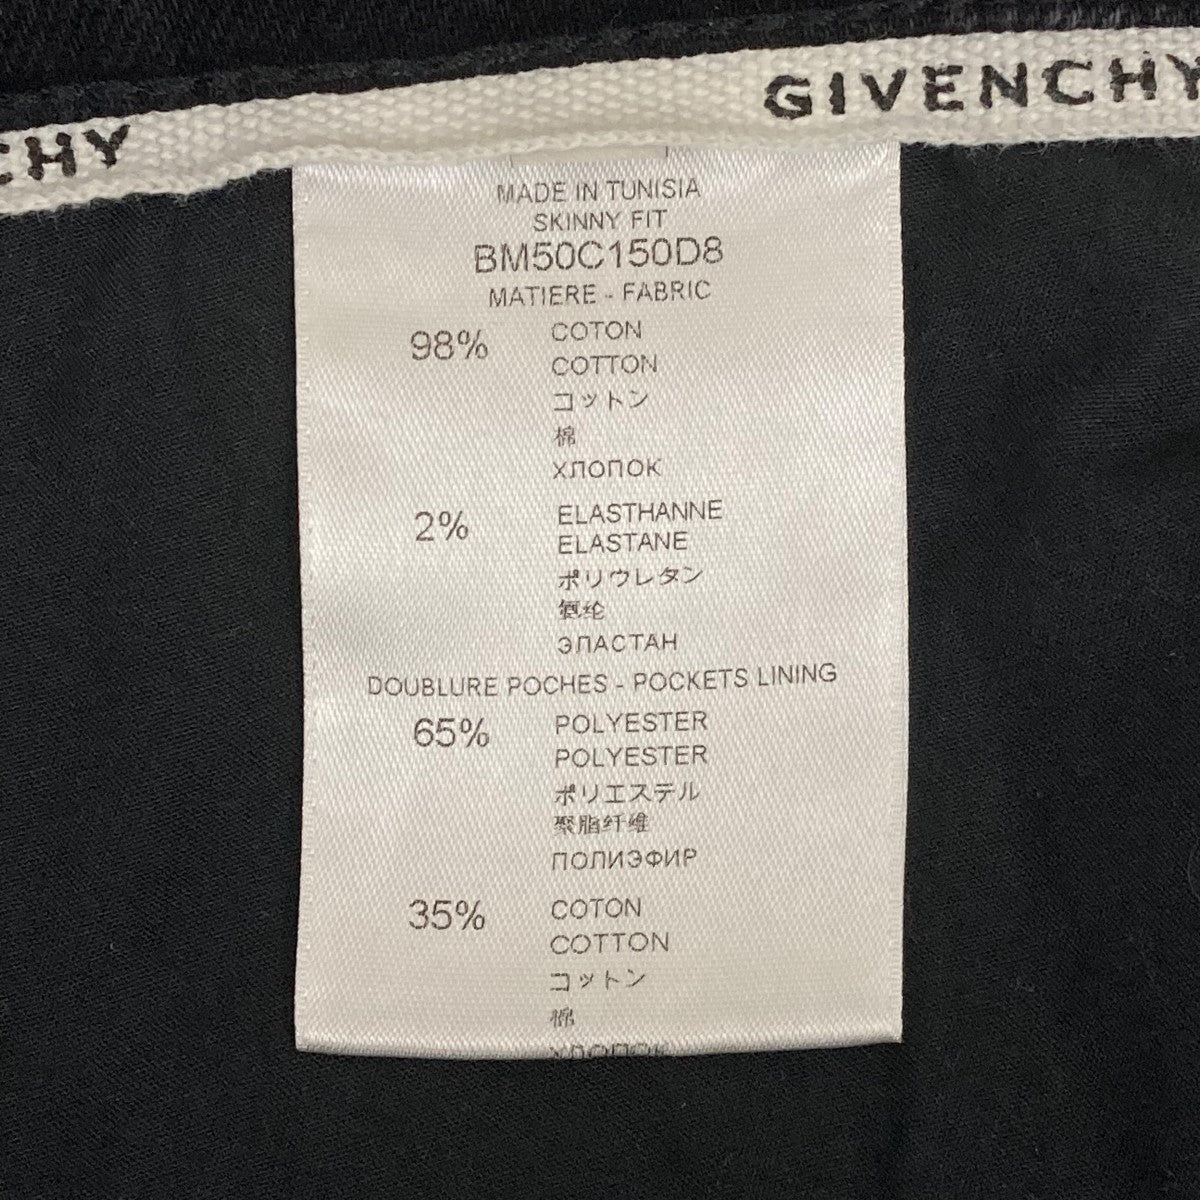 CHY
GIVENCHY
MADE IN TUNISIA
SKINNY FIT
BM50C150D8
MATIERE - FABRIC
98% COTON
COTTON
コットン
棉
ХЛОПОК
2% ELASTHANNE
ELASTANE
ポリウレタン
氨纶
ЭЛАСТАН
DOUBLURE POCHES - POCKETS LINING
65% POLYESTER
POLYESTER
ポリエステル
聚脂纤维
ПОЛИЭФИР
35% COTON
COTTON
コットン
棉
ХЛОПОК